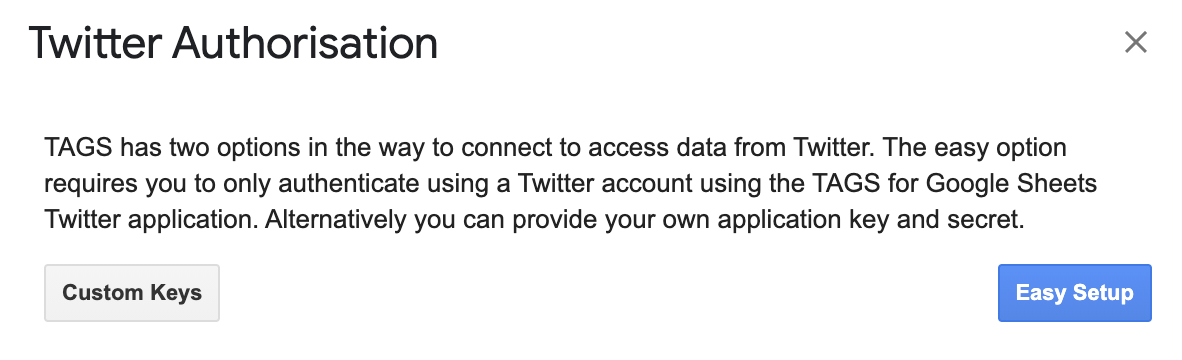 Twitter Authorisation
TAGS has two options in the way to connect to access data from Twitter. The easy option
requires you to only authenticate using a Twitter account using the TAGS for Google Sheets
Twitter application. Alternatively you can provide your own application key and secret.
Custom Keys
Easy Setup